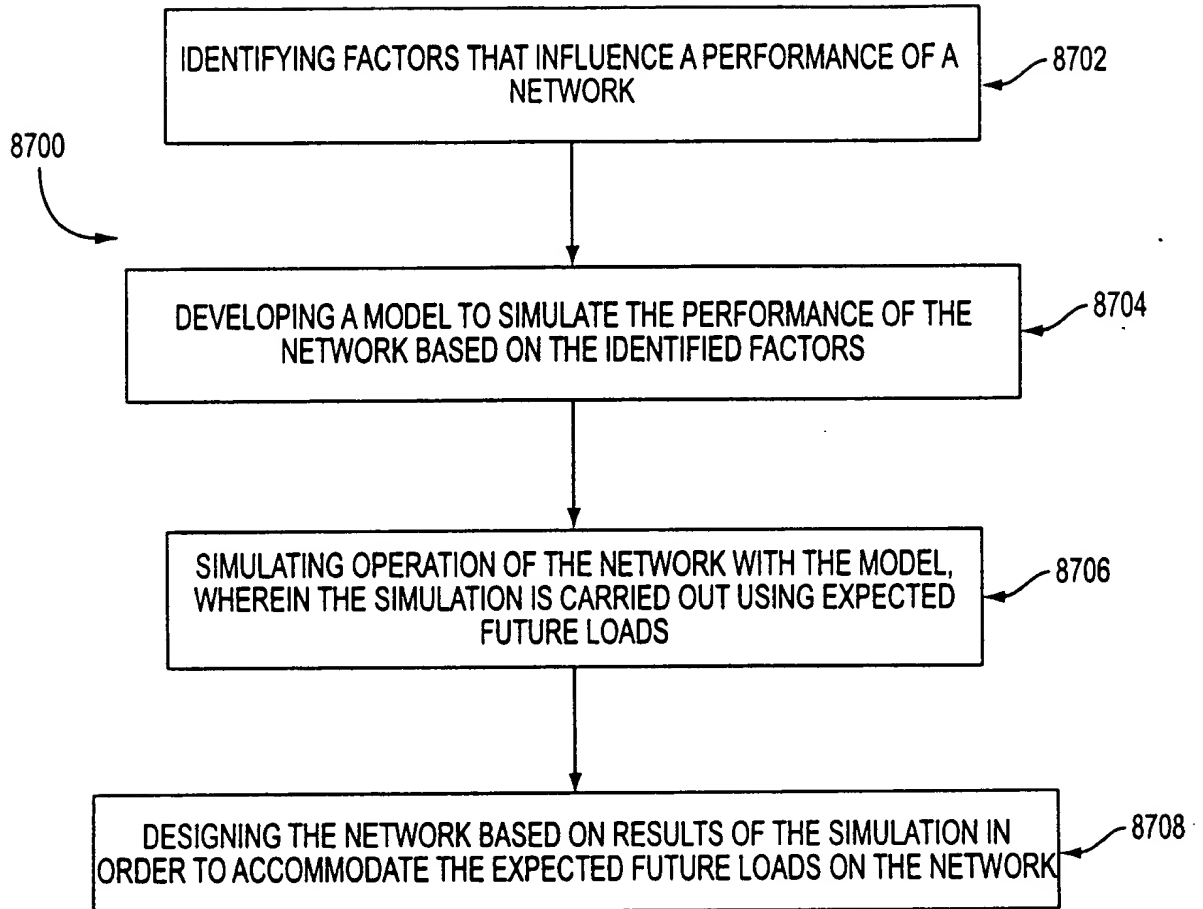 IDENTIFYING FACTORS THAT INFLUENCE A PERFORMANCE OF A
NETWORK
8702
8700
DEVELOPING A MODEL TO SIMULATE THE PERFORMANCE OF THE
NETWORK BASED ON THE IDENTIFIED FACTORS
8704
SIMULATING OPERATION OF THE NETWORK WITH THE MODEL,
WHEREIN THE SIMULATION IS CARRIED OUT USING EXPECTED
FUTURE LOADS
8706
DESIGNING THE NETWORK BASED ON RESULTS OF THE SIMULATION IN
ORDER TO ACCOMMODATE THE EXPECTED FUTURE LOADS ON THE NETWORK
8708